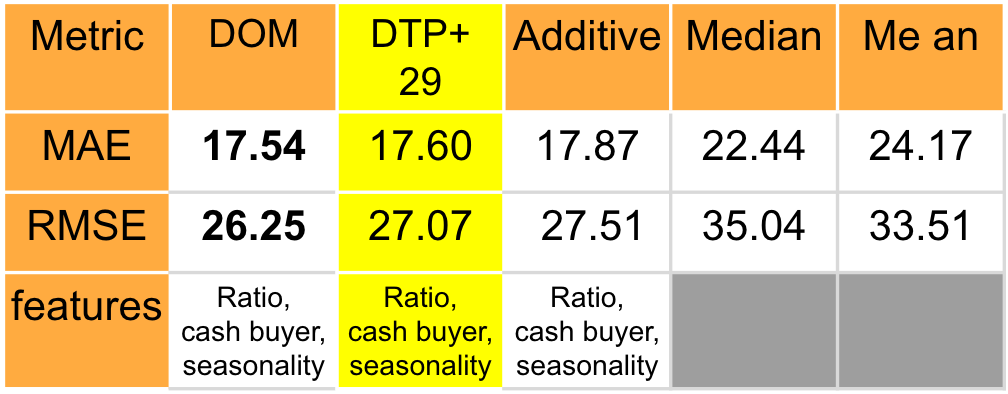 Metric DOM DTP+ 29 Additive Median Me an
MAE 17.54 17.60 17.87 22.44 24.17
RMSE 26.25 27.07 27.51 35.04 33.51
features Ratio, cash buyer, seasonality Ratio, cash buyer, seasonality Ratio, cash buyer, seasonality